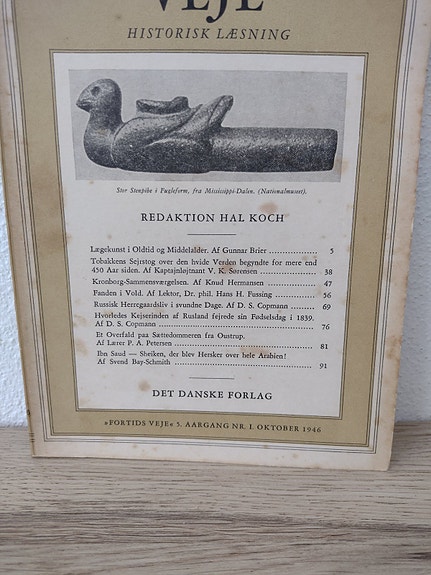 VEJE
HISTORISK LÆSNING
Stor Stenpibe i Fugleform, fra Mississippi-Dalen. (Nationalmuseet).
REDAKTION HAL KOCH
Lægekunst i Oldtid og Middelalder. Af Gunnar Brier 5
Tobakkens Sejrstog over den hvide Verden begyndte for mere end
450 Aar siden. Af Kaptajnløjtnant V. K. Sørensen 38
Kronborg-Sammensværgelsen. Af Knud Hermansen 47
Fanden i Vold. Af Lektor, Dr. phil. Hans H. Fussing 56
Russisk Herregaardsliv i svundne Dage. Af D. S. Copmann 69
Hvorledes Kejserinden af Rusland fejrede sin Fødselsdag i 1839.
Af D. S. Copmann 76
Et Overfald paa Sættedommeren fra Oustrup.
Af Lærer P. A. Petersen 81
Ibn Saud — Sheiken, der blev Hersker over hele Arabien!
Af Svend Bay-Schmith 91
DET DANSKE FORLAG
»FORTIDS VEJE« 5. AARGANG NR. 1. OKTOBER 1946